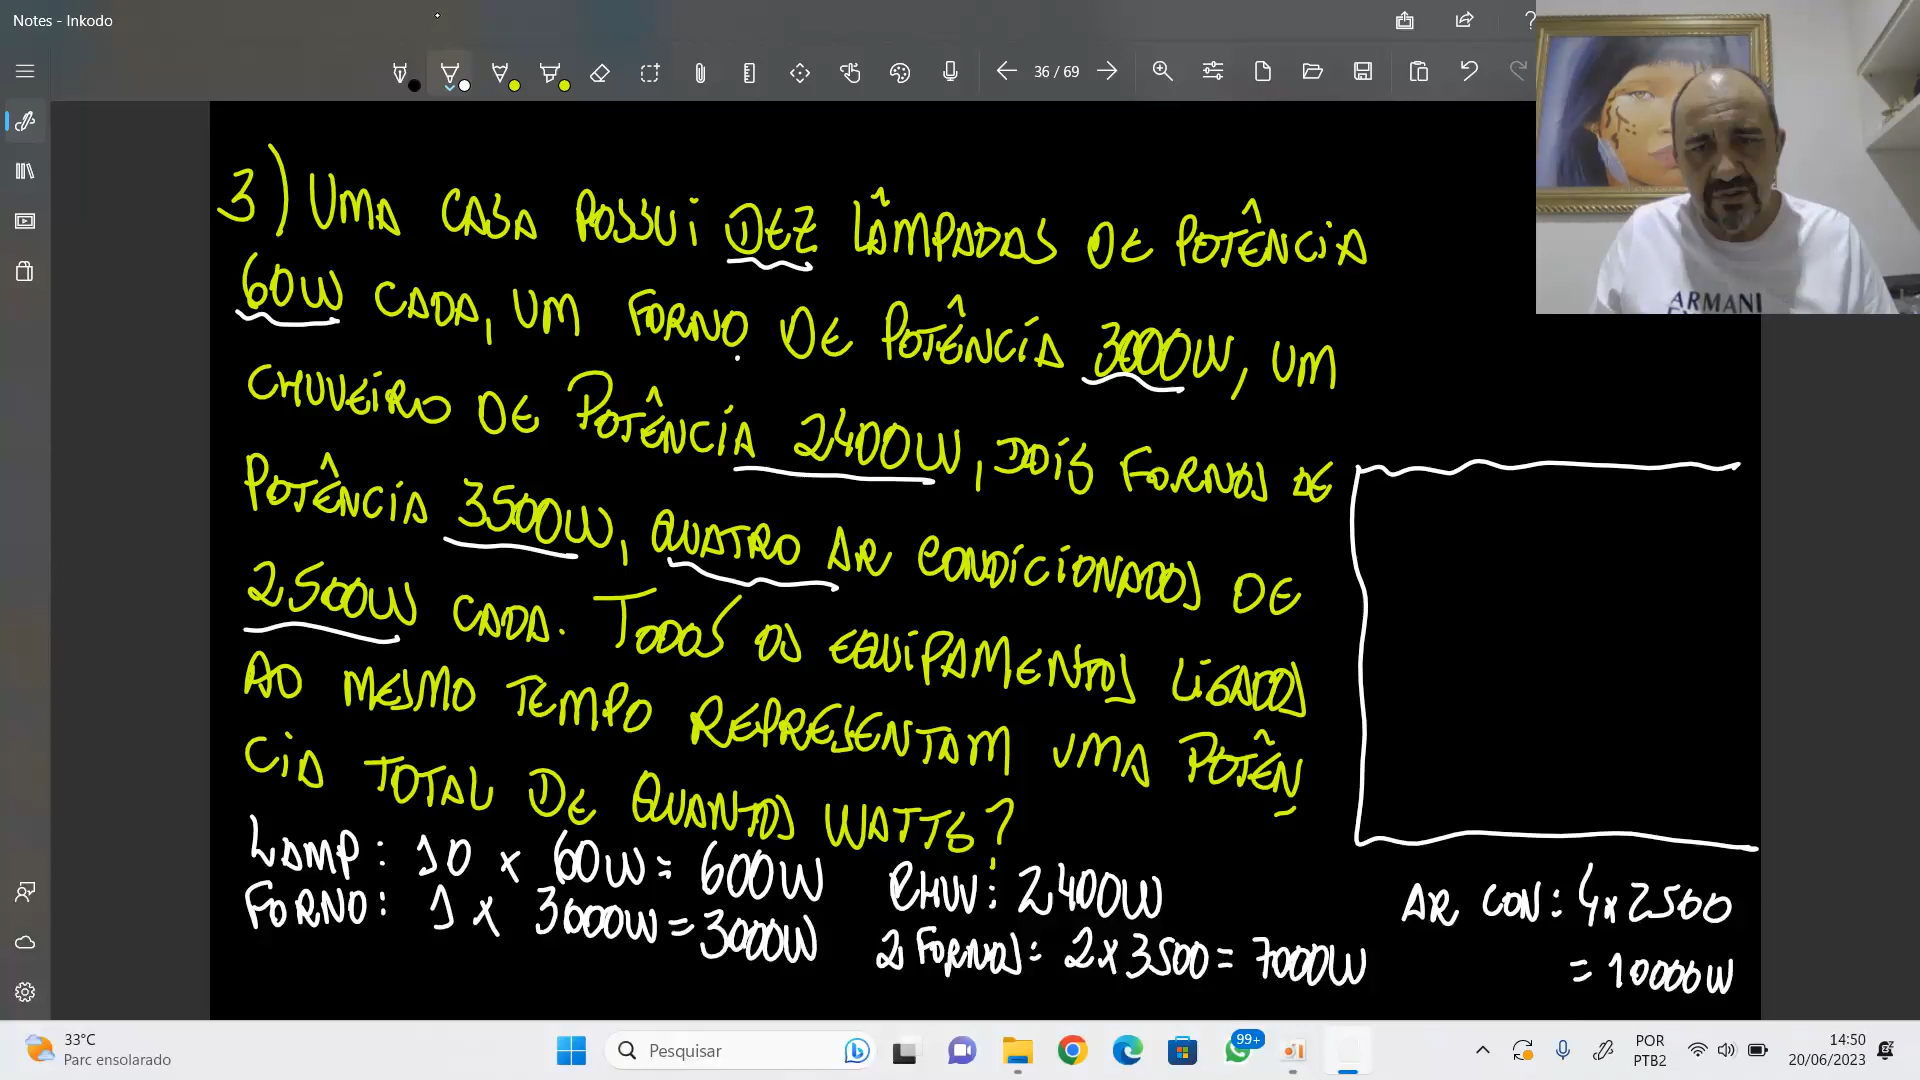 Notes - Inkodo
36 / 69
3) UMA CASA POSSUI DEZ LÂMPADAS DE POTÊNCIA
60W CADA, UM FORNO DE POTÊNCIA 3000W, UM
CHUVEIRO DE POTÊNCIA 2400W, DOIS FORNOS DE
POTÊNCIA 3500W, QUATRO AR CONDICIONADOS DE
2500W CADA. TODOS OS EQUIPAMENTOS LIGADOS
AO MESMO TEMPO REPRESENTAM UMA POTÊN
CIA TOTAL DE QUANTOS WATTS?
LAMP: 10 x 60W = 600W
FORNO: 1 x 3000W = 3000W
CHUV: 2400W
2 FORNOS: 2x3500 = 7000W
AR CON: 4x2500
= 10000W
ARMANI
33°C
Parc ensolarado
Pesquisar
99+
POR
PTB2
14:50
20/06/2023